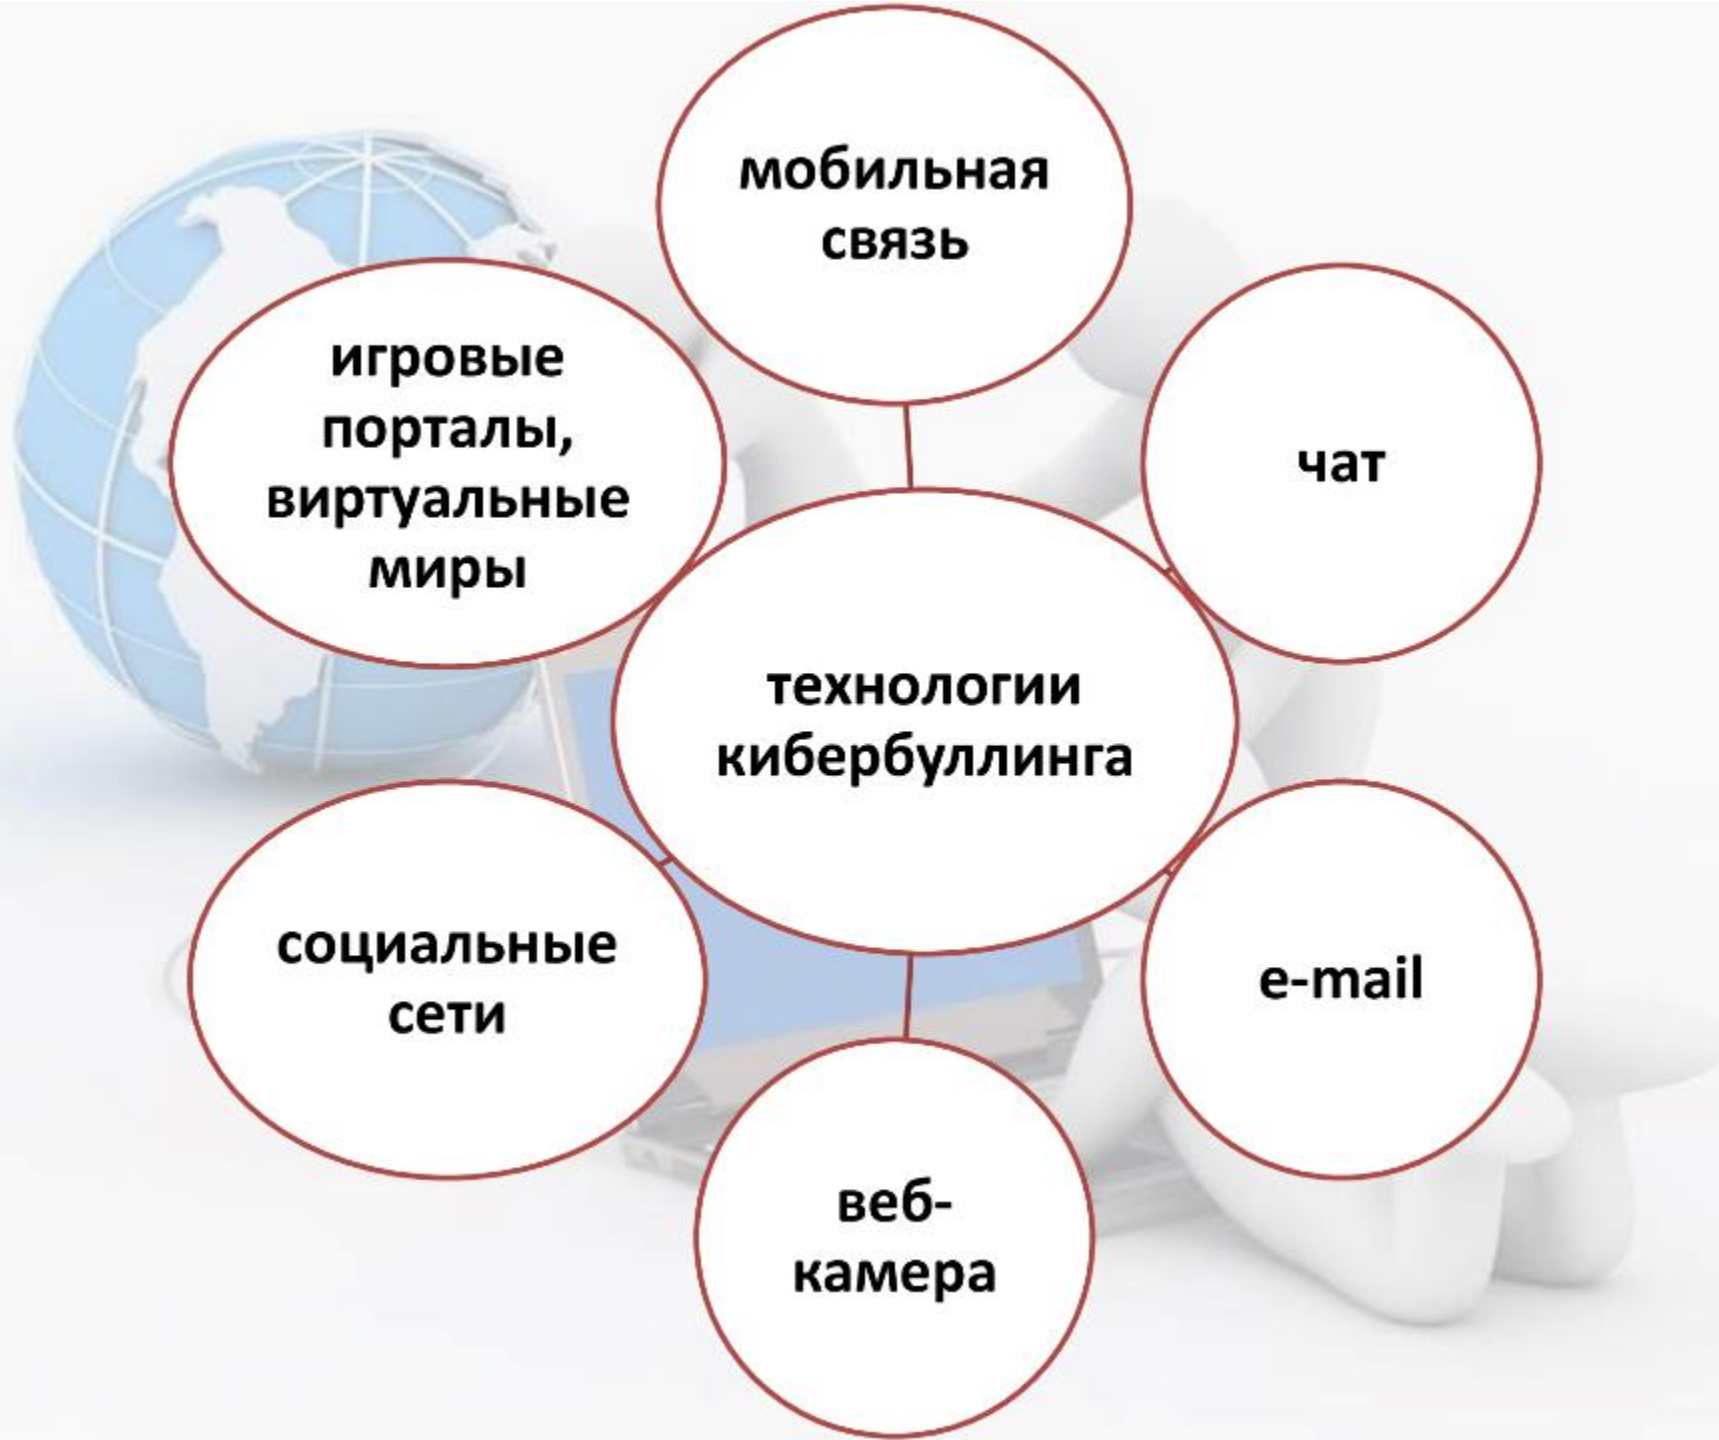 мобильная
связь
игровые
порталы,
виртуальные
миры
чат
технологии
кибербуллинга
социальные
сети
e-mail
веб-
камера